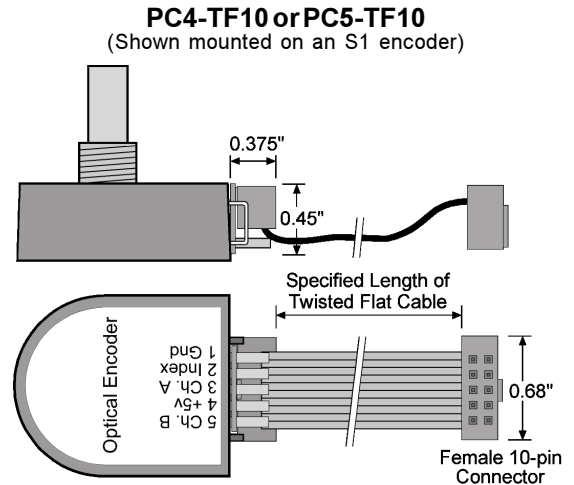 PC4-TF10 or PC5-TF10
(Shown mounted on an S1 encoder)
0.375"
0.45"
Specified Length of
Twisted Flat Cable
Optical Encoder
1 Gnd
2 Index
3 Ch. A
4 +5v
5 Ch. B
0.68"
Female 10-pin
Connector